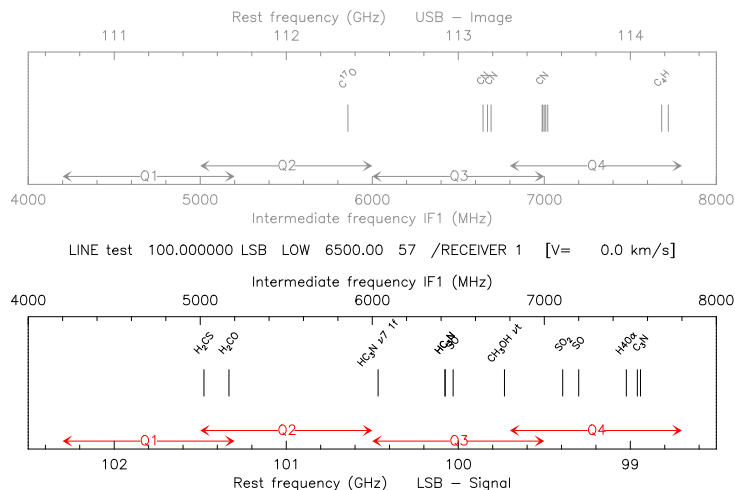 Rest frequency (GHz) USB – Image
111 112 113 114
C¹⁷O CN CN CN C₄H
Q1 Q2 Q3 Q4
4000 5000 6000 7000 8000
Intermediate frequency IF1 (MHz)
LINE test 100.000000 LSB LOW 6500.00 57 /RECEIVER 1 [V= 0.0 km/s]
Intermediate frequency IF1 (MHz)
4000 5000 6000 7000 8000
H₂CS H₂CO HC₃N ν7 1f HC₃N SO CH₃OH νt SO₂ SO H40α C₃N
Q1 Q2 Q3 Q4
102 101 100 99
Rest frequency (GHz) LSB – Signal